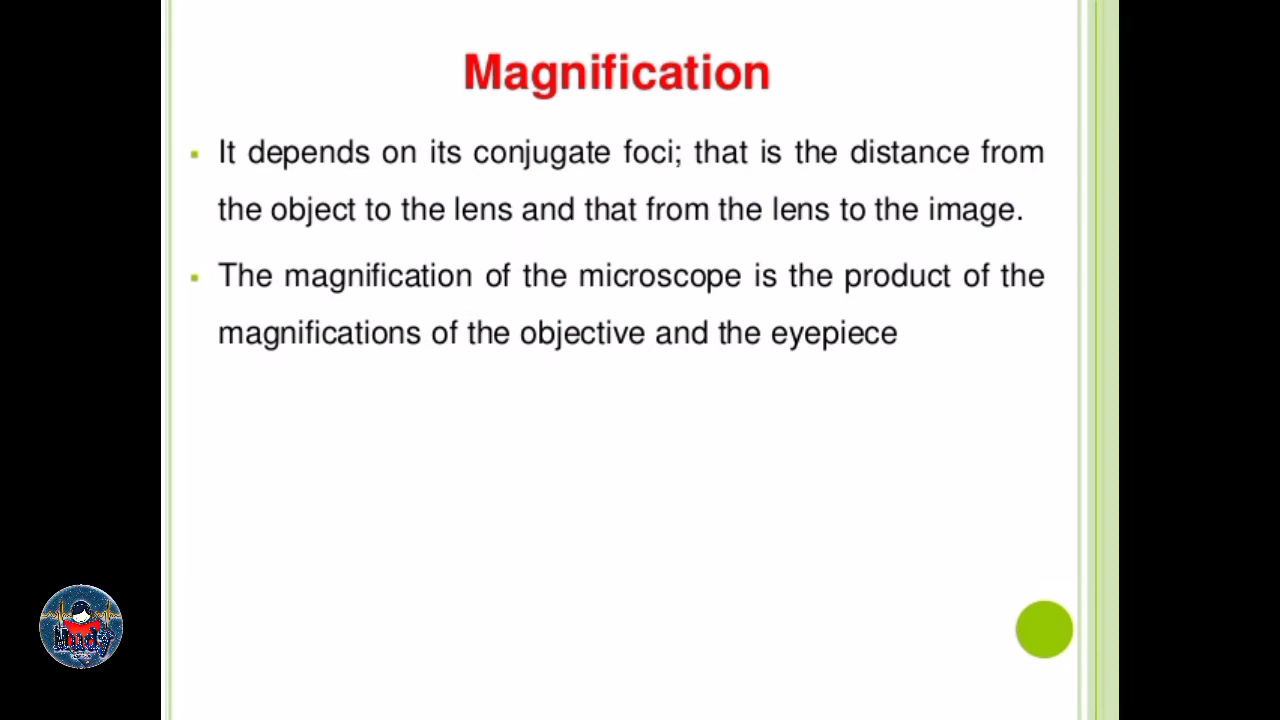 Magnification
▪ It depends on its conjugate foci; that is the distance from
the object to the lens and that from the lens to the image.
▪ The magnification of the microscope is the product of the
magnifications of the objective and the eyepiece
Hudy